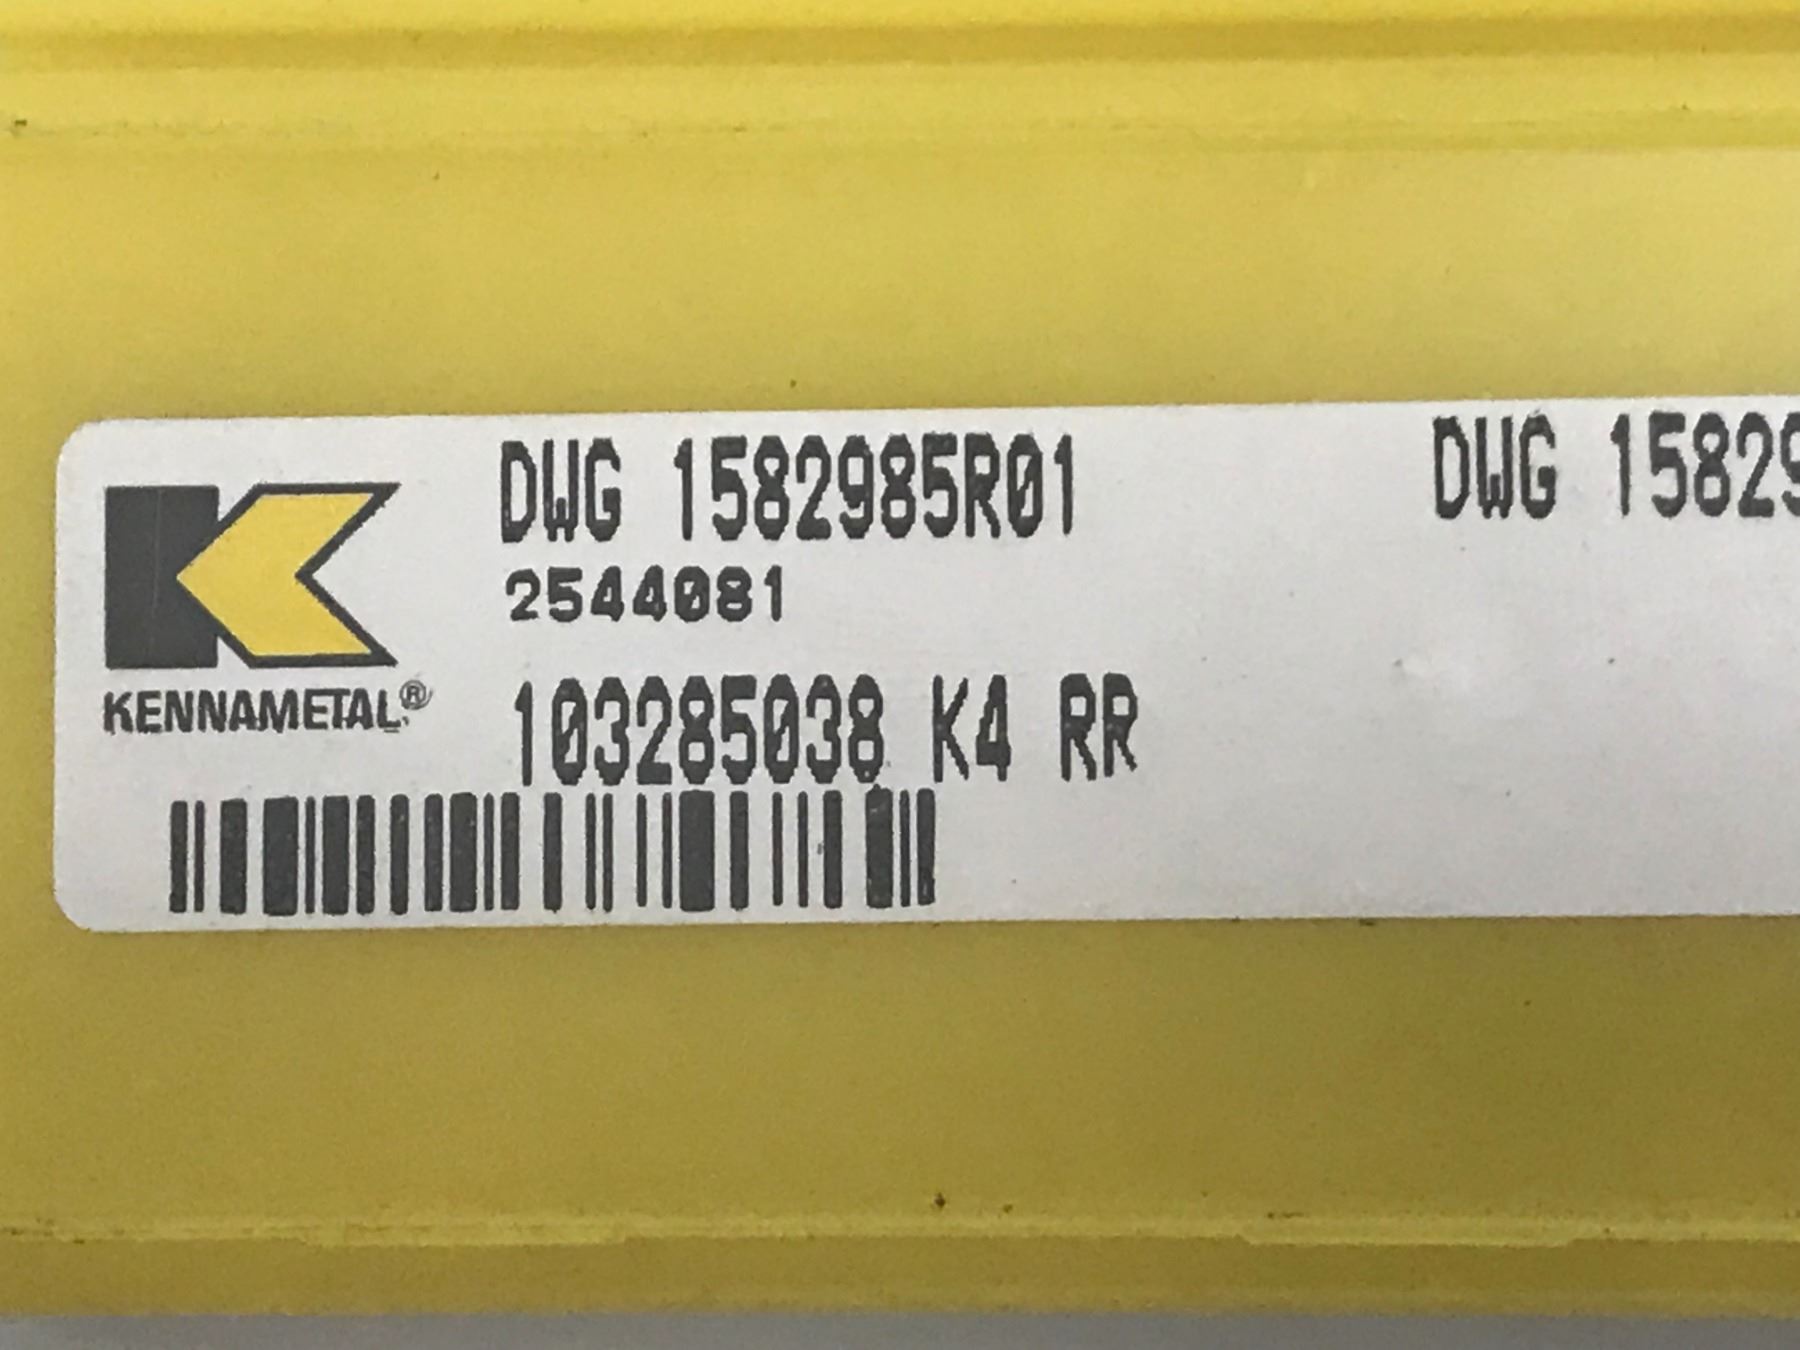 DWG 1582985R01 DWG 15829
2544081
KENNAMETAL®
103285038 K4 RR